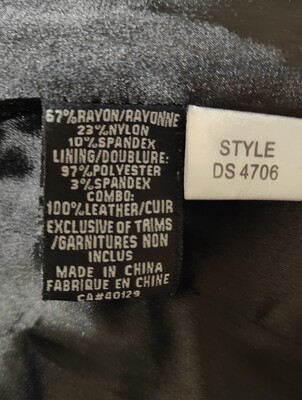 67%RAYON/RAYONNE
23%NYLON
10%SPANDEX
LINING/DOUBLURE:
97%POLYESTER
3%SPANDEX
COMBO:
100%LEATHER/CUIR
EXCLUSIVE OF TRIMS
/GARNITURES NON
INCLUS
MADE IN CHINA
FABRIQUE EN CHINE
CA#40129
STYLE
DS 4706